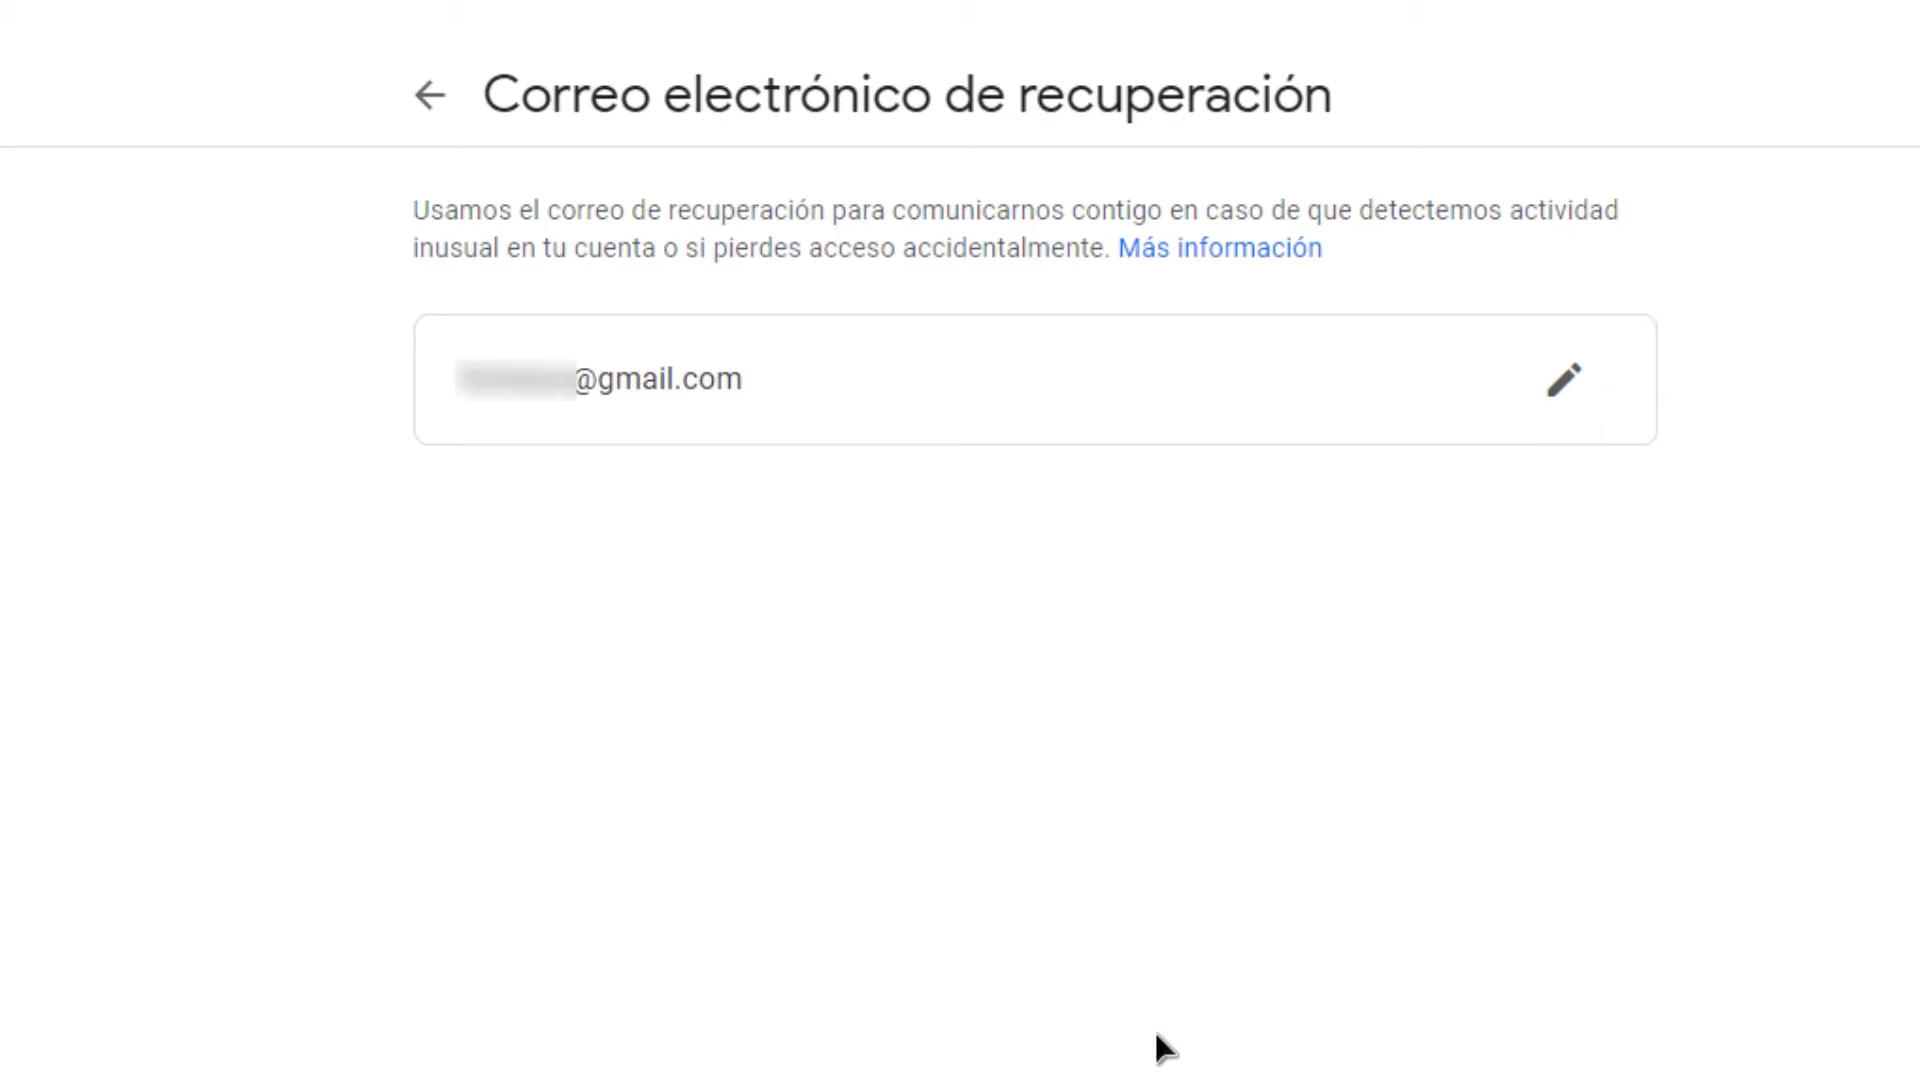 Correo electrónico de recuperación
Usamos el correo de recuperación para comunicarnos contigo en caso de que detectemos actividad
inusual en tu cuenta o si pierdes acceso accidentalmente. Más información
@gmail.com